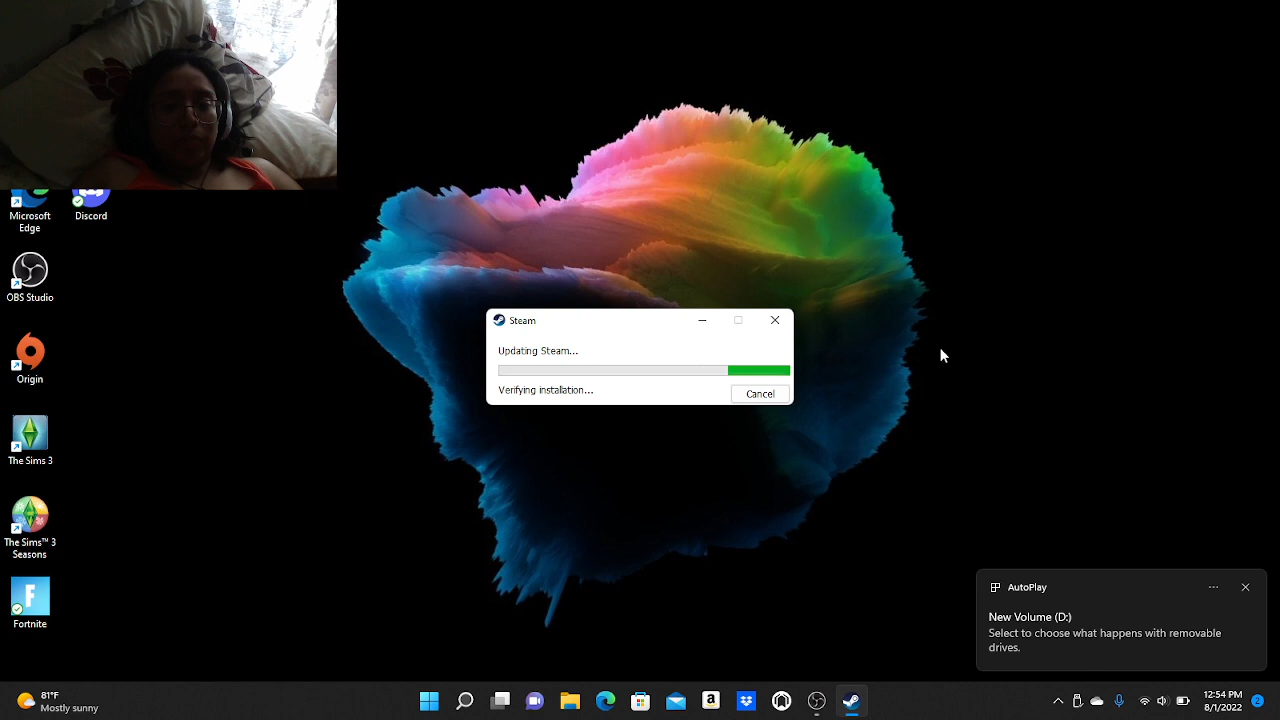 Microsoft
Edge
Discord
OBS Studio
Origin
The Sims 3
The Sims™ 3
Seasons
F
Fortnite
Steam
Updating Steam...
Verifying installation...
Cancel
AutoPlay
New Volume (D:)
Select to choose what happens with removable
drives.
81°F
Mostly sunny
a
12:54 PM
8/1/2022
2